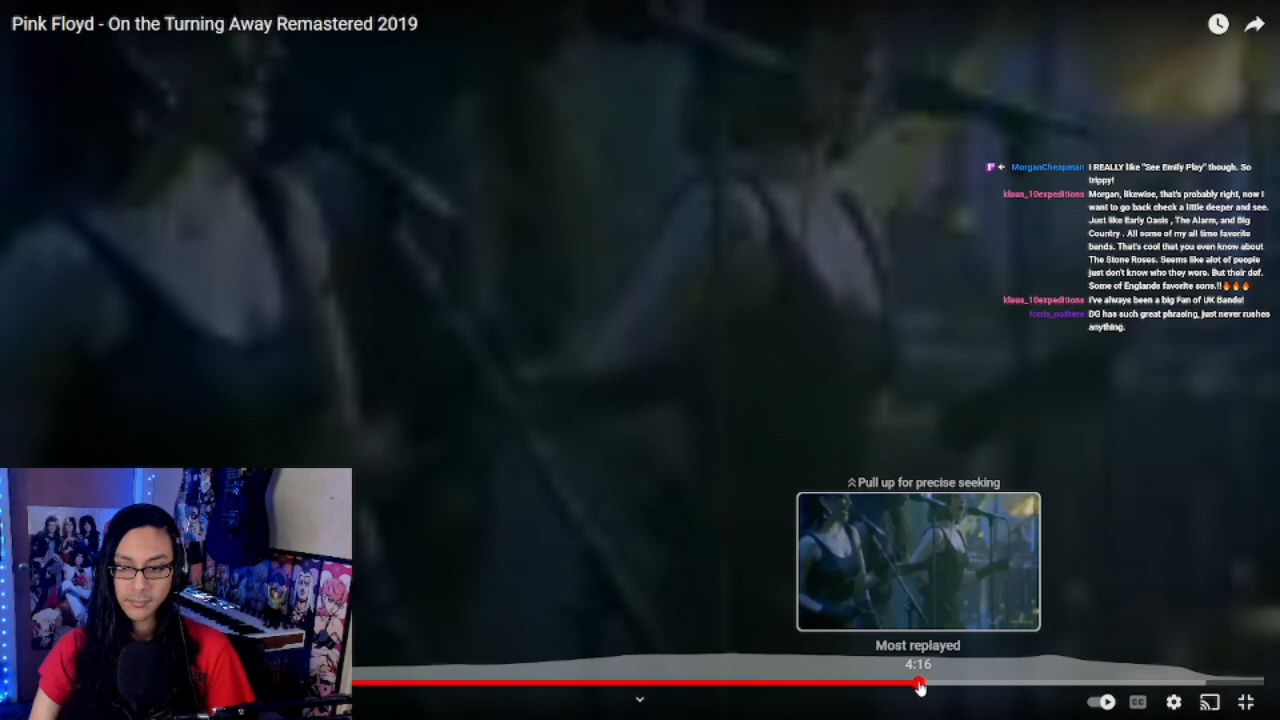 Pink Floyd - On the Turning Away Remastered 2019
MorganCheapman I REALLY like "See Emily Play" though. So
trippy!
klaus_10expeditions Morgan, likewise, that's probably right, now I
want to go back check a little deeper and see.
Just like Early Oasis , The Alarm, and Big
Country . All some of my all time favorite
bands. That's cool that you even know about
The Stone Roses. Seems like alot of people
just don't know who they were. But their def.
Some of Englands favorite sons.!!🔥🔥🔥
klaus_10expeditions I've always been a big Fan of UK Bands!
DG has such great phrasing, just never rushes
anything.
Pull up for precise seeking
Most replayed
4:16
CC